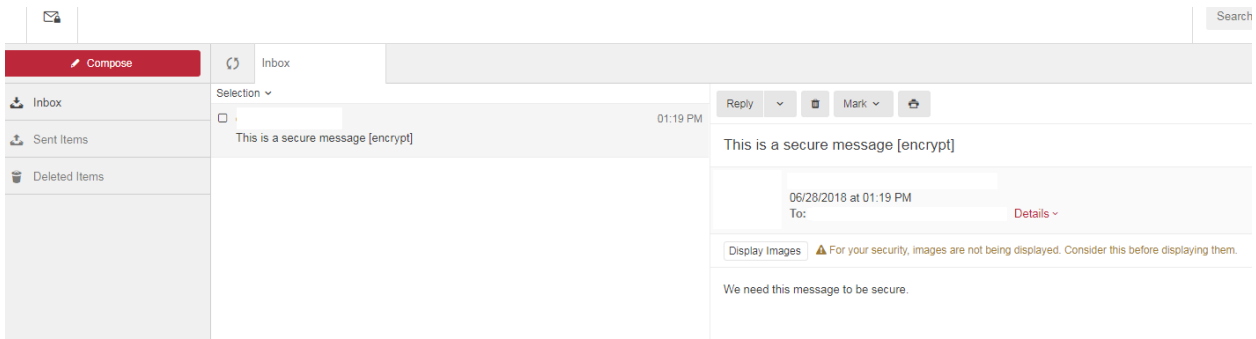 Search
Compose
Inbox
Inbox
Sent Items
Deleted Items
Selection
01:19 PM
This is a secure message [encrypt]
Reply
Mark
This is a secure message [encrypt]
06/28/2018 at 01:19 PM
To:
Details
Display Images
For your security, images are not being displayed. Consider this before displaying them.
We need this message to be secure.